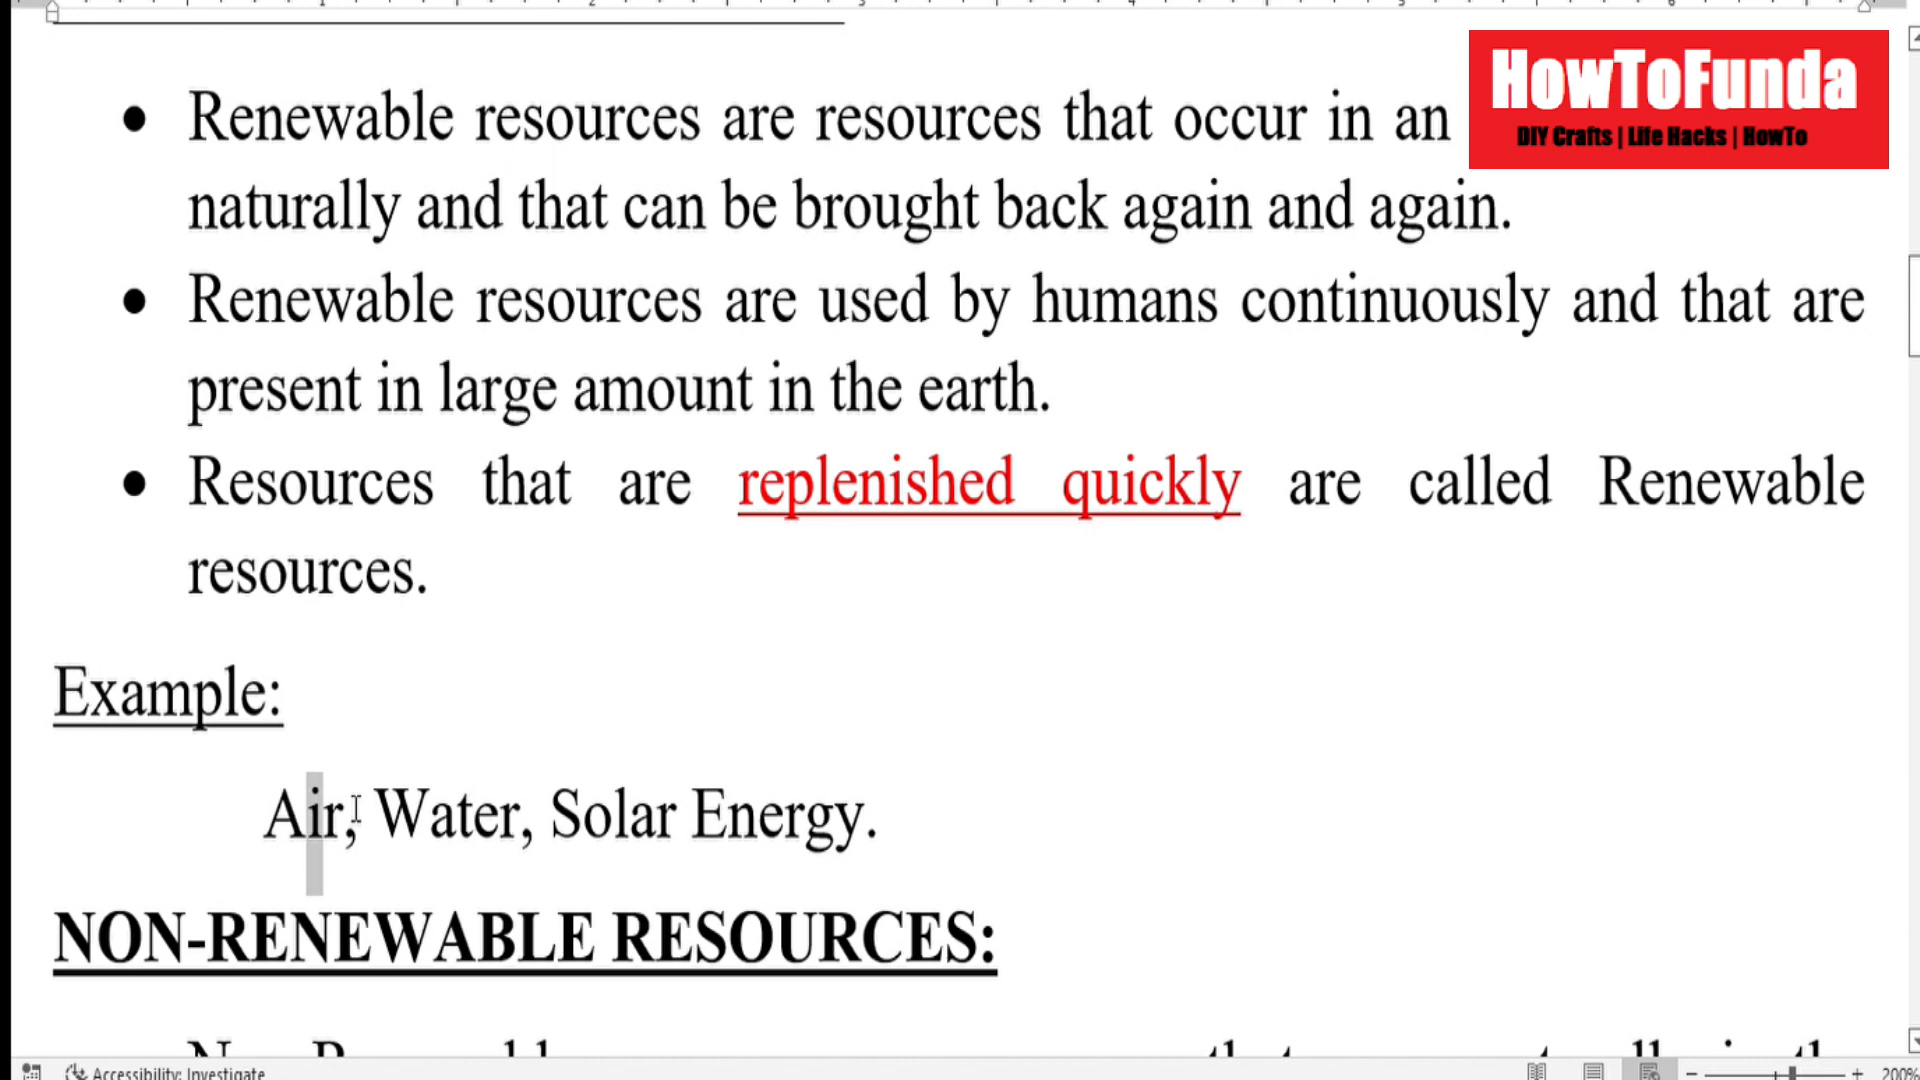 HowToFunda
DIY Crafts | Life Hacks | HowTo
• Renewable resources are resources that occur in an
naturally and that can be brought back again and again.
• Renewable resources are used by humans continuously and that are
present in large amount in the earth.
• Resources that are replenished quickly are called Renewable
resources.
Example:
Air, Water, Solar Energy.
NON-RENEWABLE RESOURCES:
Accessibility: Investigate
200%